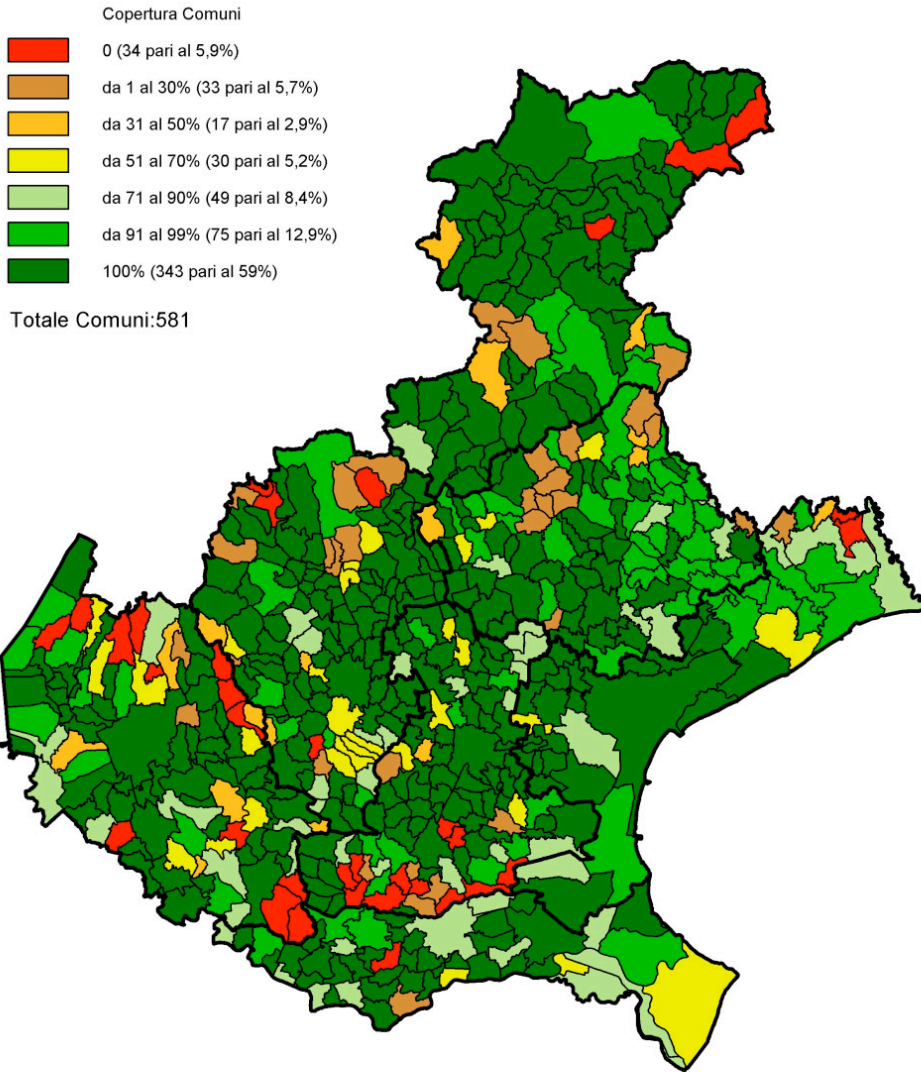 Copertura Comuni
0 (34 pari al 5,9%)
da 1 al 30% (33 pari al 5,7%)
da 31 al 50% (17 pari al 2,9%)
da 51 al 70% (30 pari al 5,2%)
da 71 al 90% (49 pari al 8,4%)
da 91 al 99% (75 pari al 12,9%)
100% (343 pari al 59%)
Totale Comuni:581